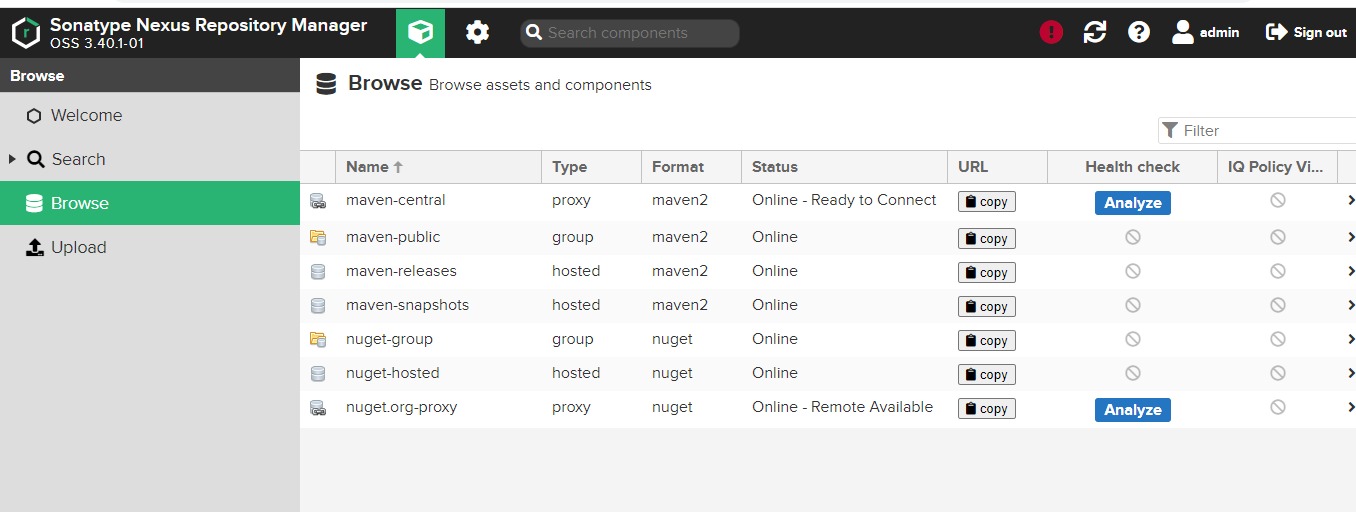 Sonatype Nexus Repository Manager
OSS 3.40.1-01
Search components
admin
Sign out
Browse
Welcome
Search
Browse
Upload
Browse Browse assets and components
Filter
Name Type Format Status URL Health check IQ Policy Vi...
maven-central proxy maven2 Online - Ready to Connect copy Analyze
maven-public group maven2 Online copy
maven-releases hosted maven2 Online copy
maven-snapshots hosted maven2 Online copy
nuget-group group nuget Online copy
nuget-hosted hosted nuget Online copy
nuget.org-proxy proxy nuget Online - Remote Available copy Analyze